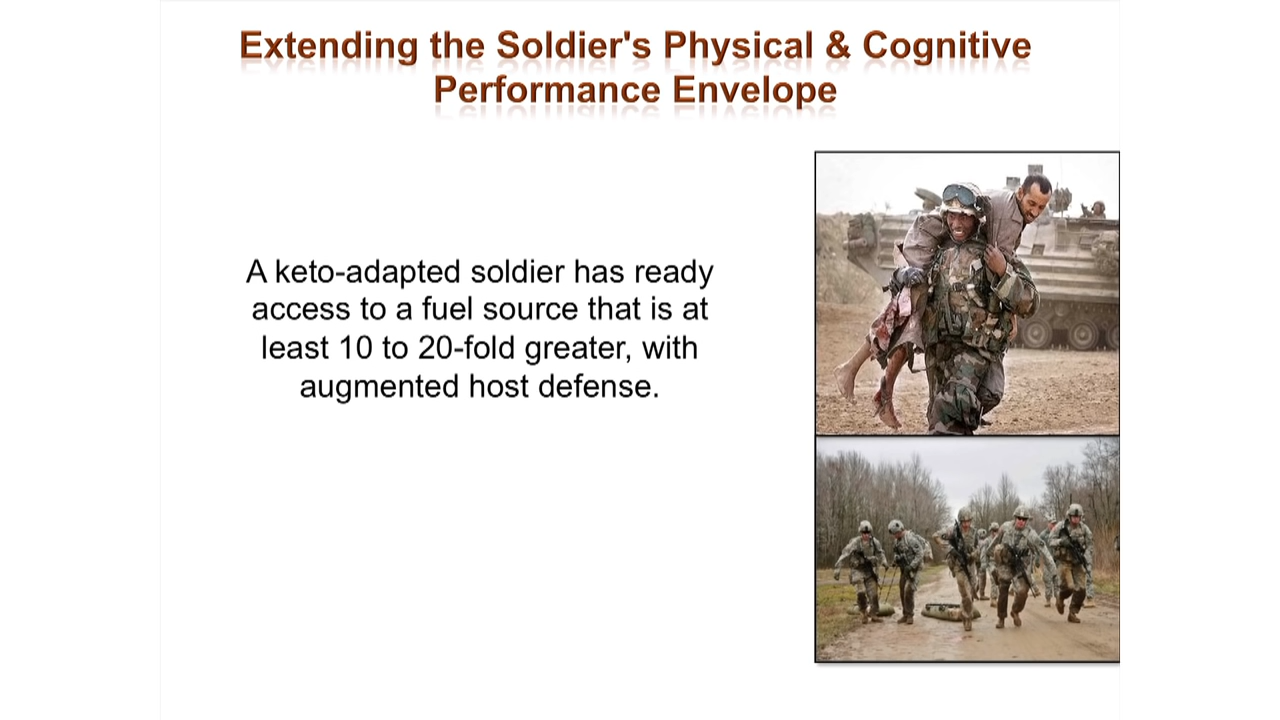 Extending the Soldier's Physical & Cognitive
Performance Envelope
A keto-adapted soldier has ready
access to a fuel source that is at
least 10 to 20-fold greater, with
augmented host defense.